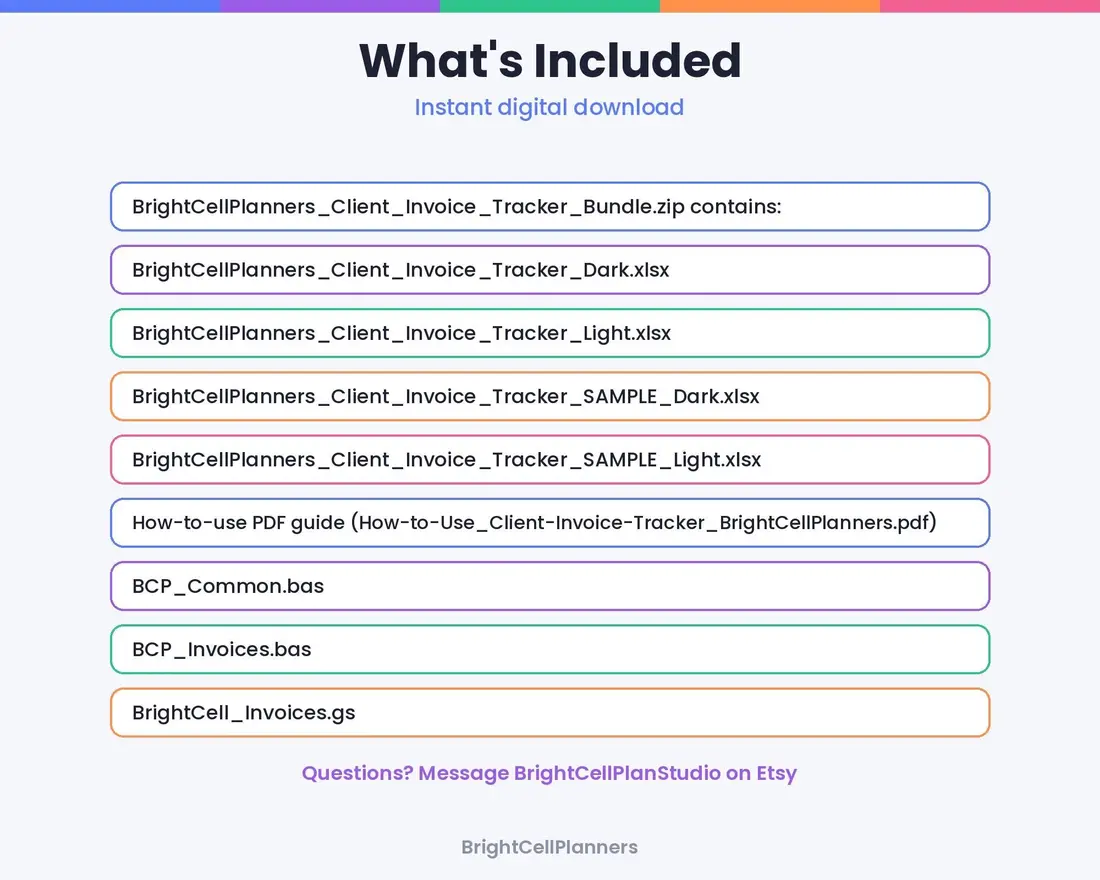 What's Included
Instant digital download
BrightCellPlanners_Client_Invoice_Tracker_Bundle.zip contains:
BrightCellPlanners_Client_Invoice_Tracker_Dark.xlsx
BrightCellPlanners_Client_Invoice_Tracker_Light.xlsx
BrightCellPlanners_Client_Invoice_Tracker_SAMPLE_Dark.xlsx
BrightCellPlanners_Client_Invoice_Tracker_SAMPLE_Light.xlsx
How-to-use PDF guide (How-to-Use_Client-Invoice-Tracker_BrightCellPlanners.pdf)
BCP_Common.bas
BCP_Invoices.bas
BrightCell_Invoices.gs
Questions? Message BrightCellPlanStudio on Etsy
BrightCellPlanners